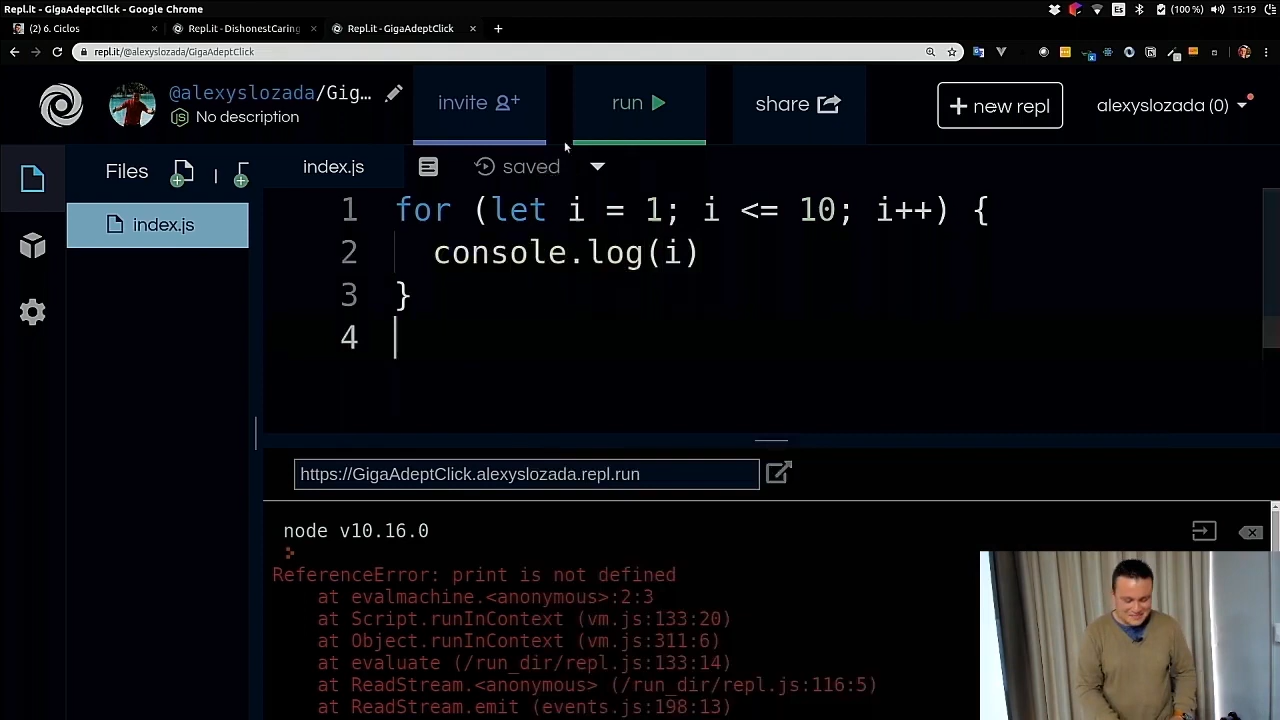 Repl.it - GigaAdeptClick - Google Chrome
Es
(100 %)
15:19
(2) 6. Ciclos
Repl.it - DishonestCaring
Repl.it - GigaAdeptClick
repl.it/@alexyslozada/GigaAdeptClick
@alexyslozada/Gig...
No description
invite
run
share
+ new repl
alexyslozada (0)
Files
index.js
saved
index.js
1 for (let i = 1; i <= 10; i++) {
2 console.log(i)
3 }
4
https://GigaAdeptClick.alexyslozada.repl.run
node v10.16.0
ReferenceError: print is not defined
at evalmachine.<anonymous>:2:3
at Script.runInContext (vm.js:133:20)
at Object.runInContext (vm.js:311:6)
at evaluate (/run_dir/repl.js:133:14)
at ReadStream.<anonymous> (/run_dir/repl.js:116:5)
at ReadStream.emit (events.js:198:13)